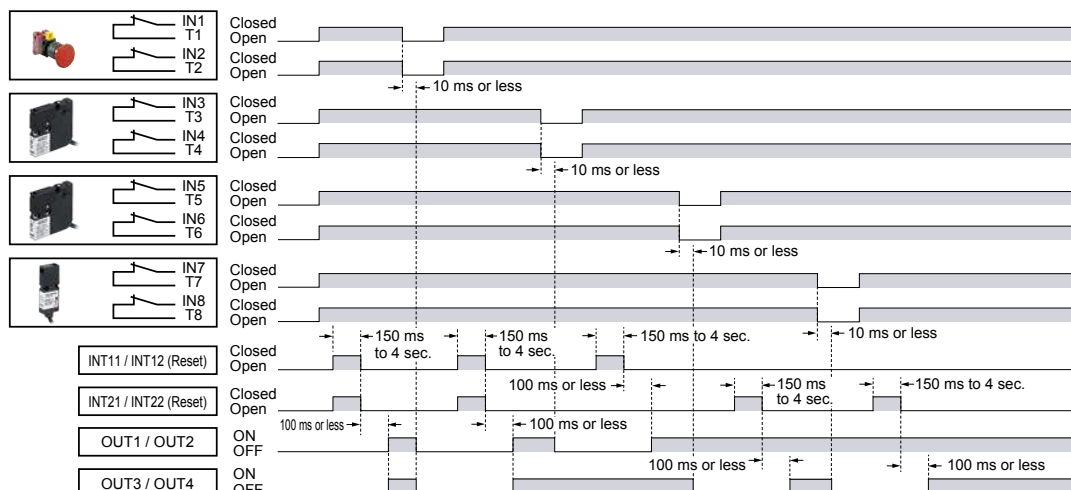 IN1
T1
Closed
Open
IN2
T2
Closed
Open
10 ms or less
IN3
T3
Closed
Open
IN4
T4
Closed
Open
10 ms or less
IN5
T5
Closed
Open
IN6
T6
Closed
Open
10 ms or less
IN7
T7
Closed
Open
IN8
T8
Closed
Open
10 ms or less
150 ms
to 4 sec.
150 ms
to 4 sec.
150 ms to 4 sec.
INT11 / INT12 (Reset)
Closed
Open
100 ms or less
150 ms
to 4 sec.
150 ms to 4 sec.
INT21 / INT22 (Reset)
Closed
Open
100 ms or less
100 ms or less
OUT1 / OUT2
ON
OFF
100 ms or less
100 ms or less
OUT3 / OUT4
ON
OFF